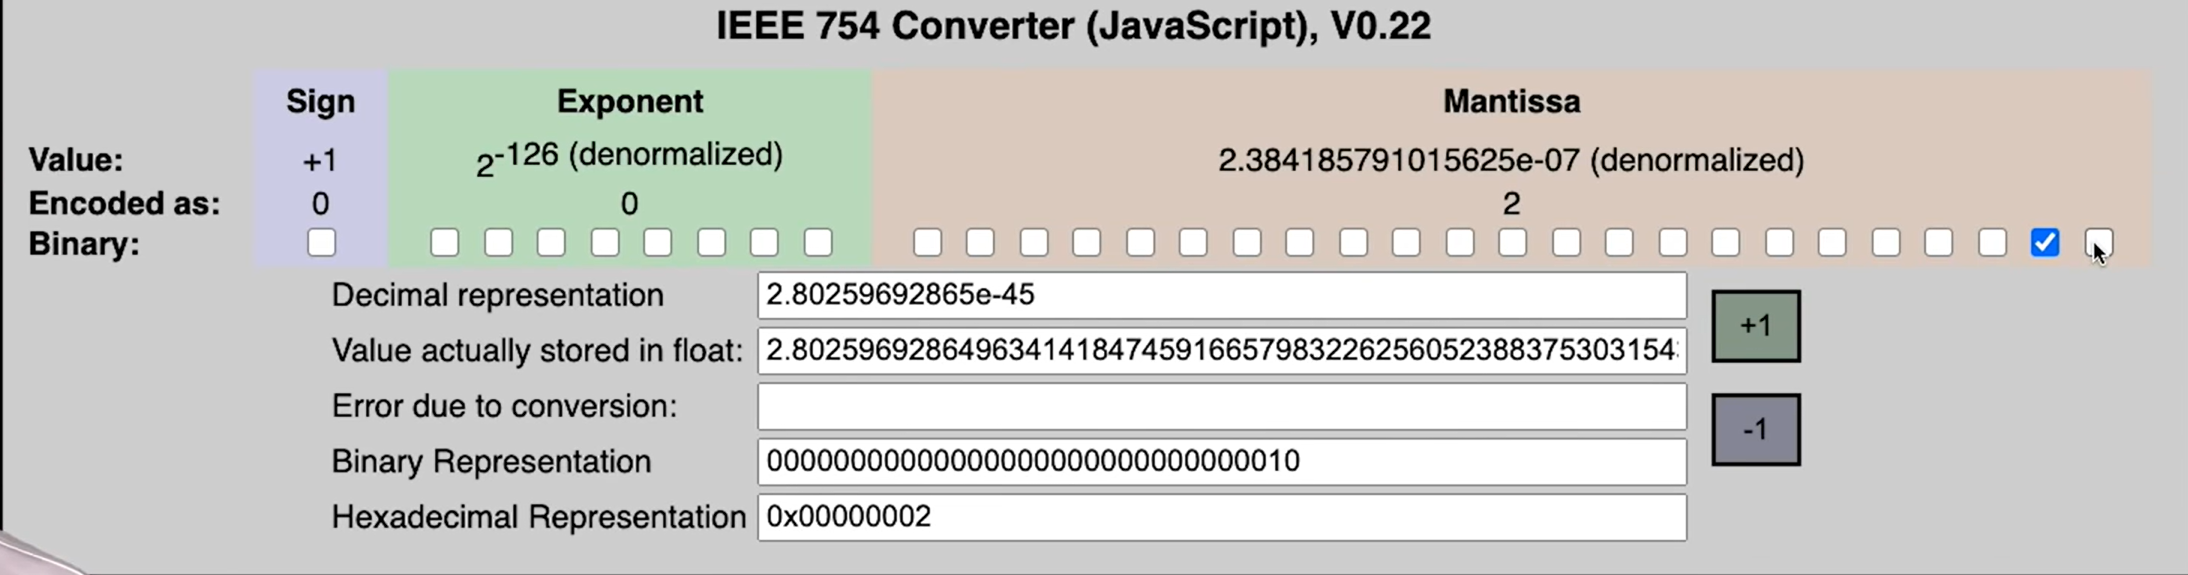 IEEE 754 Converter (JavaScript), V0.22
Sign Exponent Mantissa
Value: +1 2-126 (denormalized) 2.384185791015625e-07 (denormalized)
Encoded as: 0 0 2
Binary:
Decimal representation 2.80259692865e-45
Value actually stored in float: 2.80259692864963414184745916657983226256052388375303154
+1
Error due to conversion:
-1
Binary Representation 00000000000000000000000000000010
Hexadecimal Representation 0x00000002